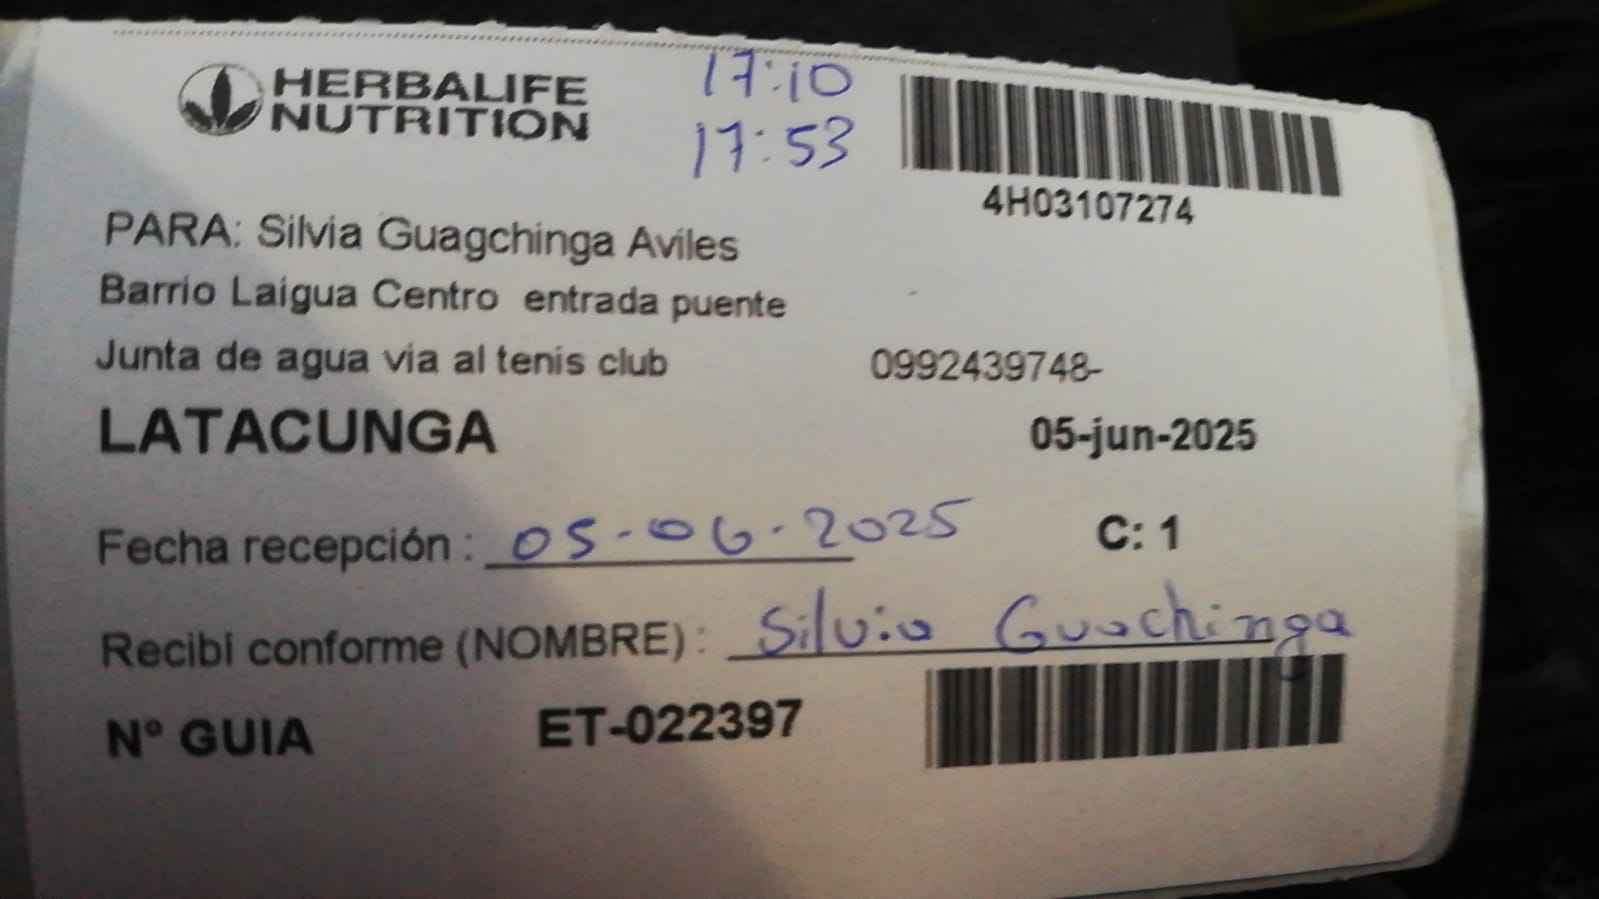 HERBALIFE
NUTRITION
17:10
17:53
4H03107274
PARA: Silvia Guagchinga Aviles
Barrio Laigua Centro entrada puente
Junta de agua via al tenis club 0992439748-
LATACUNGA 05-jun-2025
Fecha recepción : 05-06-2025 C: 1
Recibí conforme (NOMBRE) : Silvia Guachinga
N° GUIA ET-022397